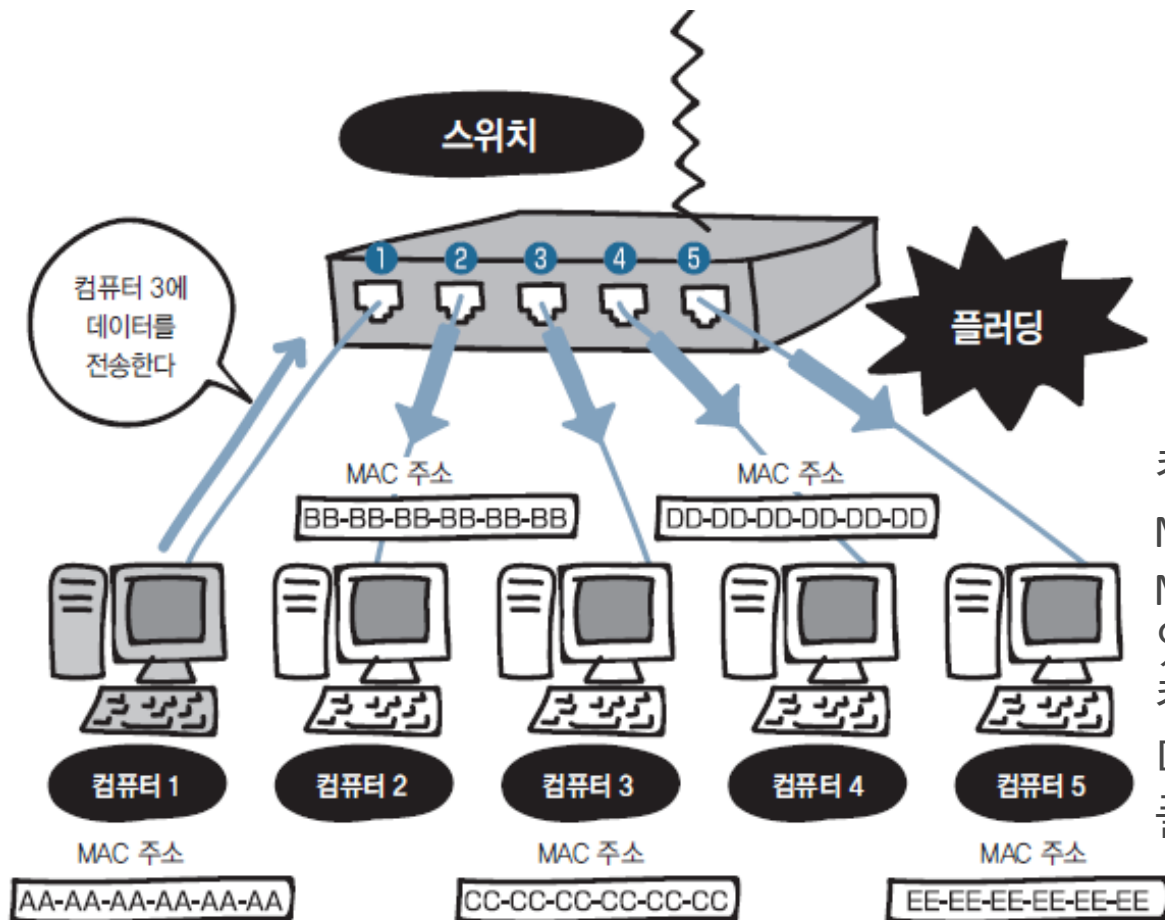 스위치
1 2 3 4 5
컴퓨터 3에
데이터를
전송한다
플러딩
MAC 주소
BB-BB-BB-BB-BB-BB
MAC 주소
DD-DD-DD-DD-DD-DD
컴퓨터 1
컴퓨터 2
컴퓨터 3
컴퓨터 4
컴퓨터 5
MAC 주소
AA-AA-AA-AA-AA-AA
MAC 주소
CC-CC-CC-CC-CC-CC
MAC 주소
EE-EE-EE-EE-EE-EE